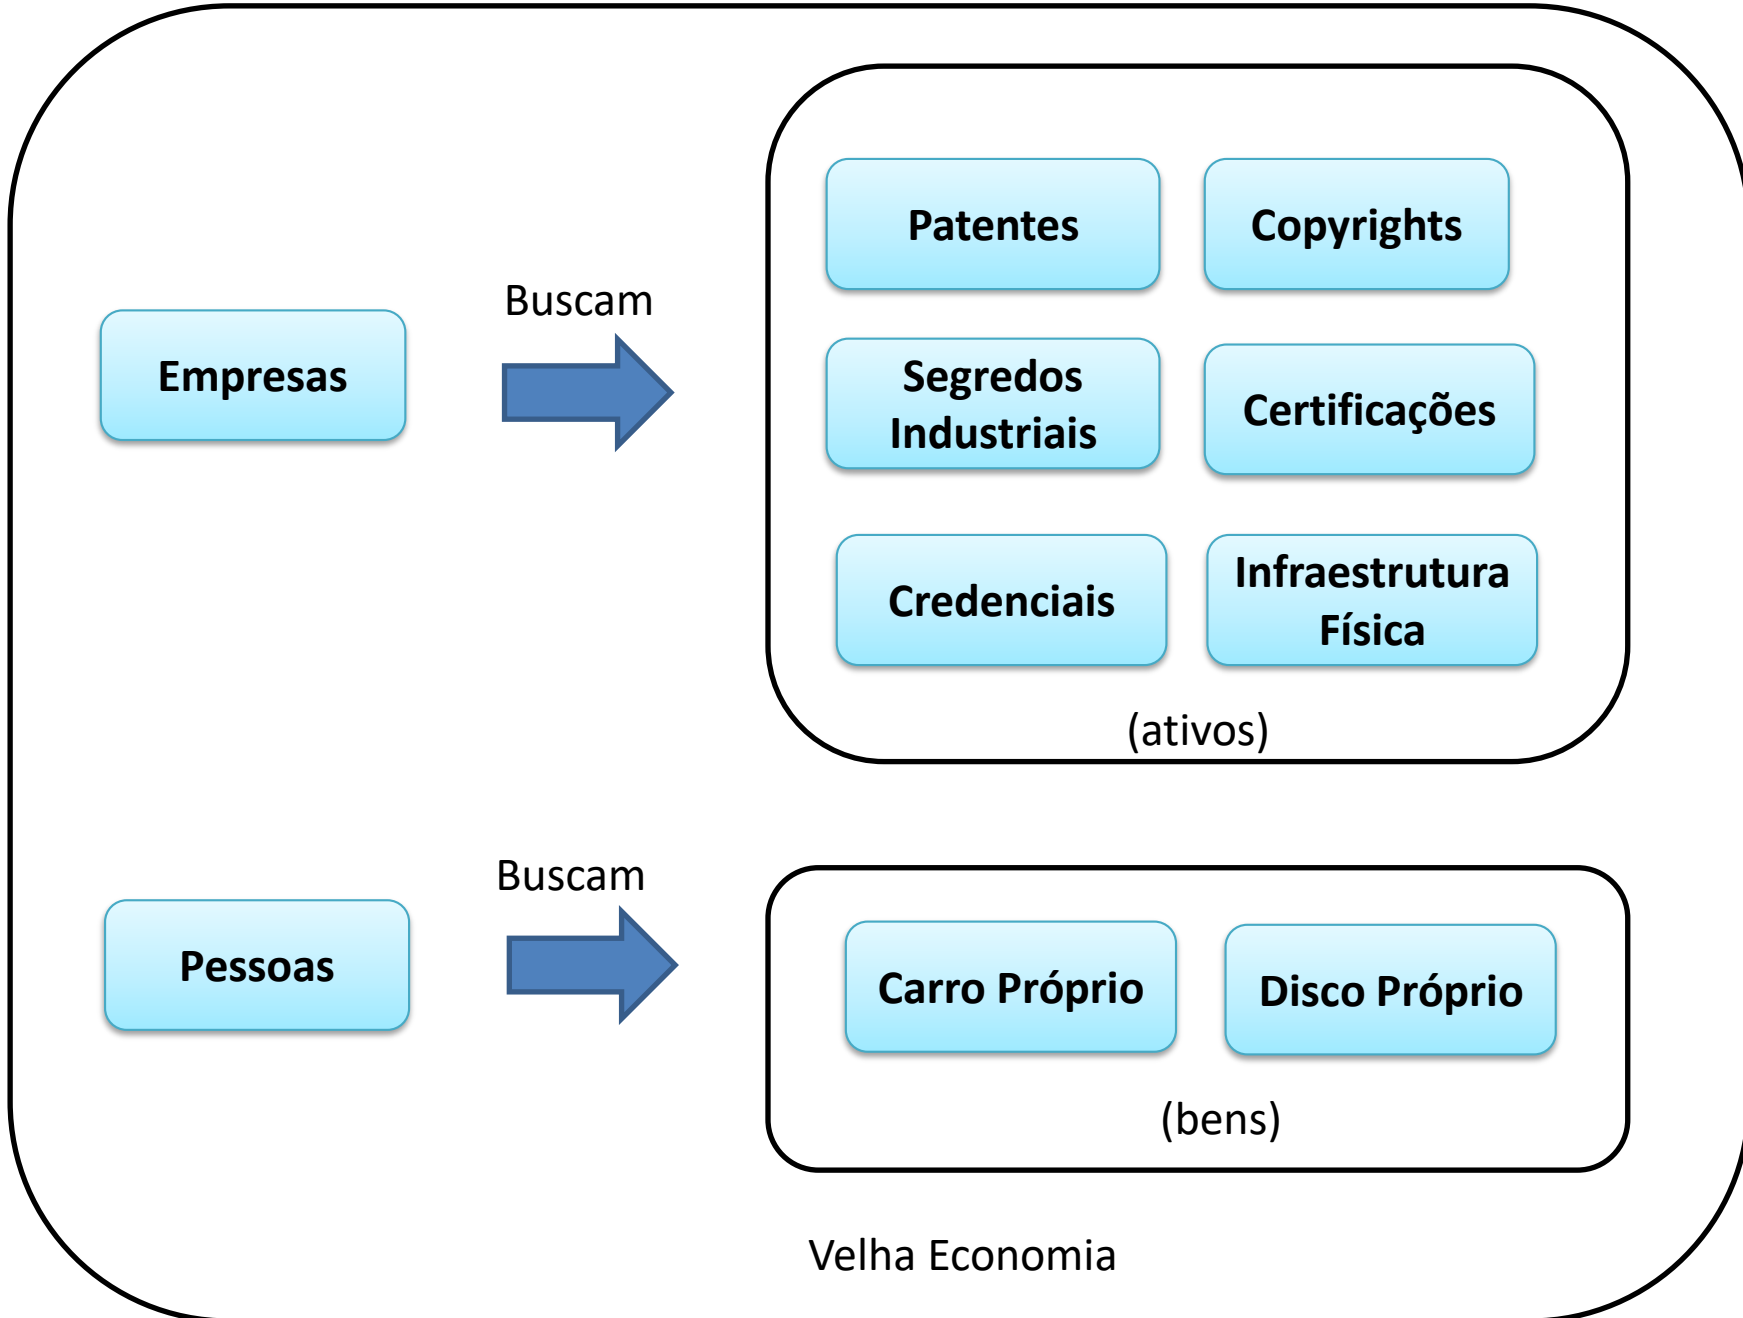 Patentes
Copyrights
Buscam
Empresas
Segredos
Industriais
Certificações
Credenciais
Infraestrutura
Física
(ativos)
Buscam
Pessoas
Carro Próprio
Disco Próprio
(bens)
Velha Economia